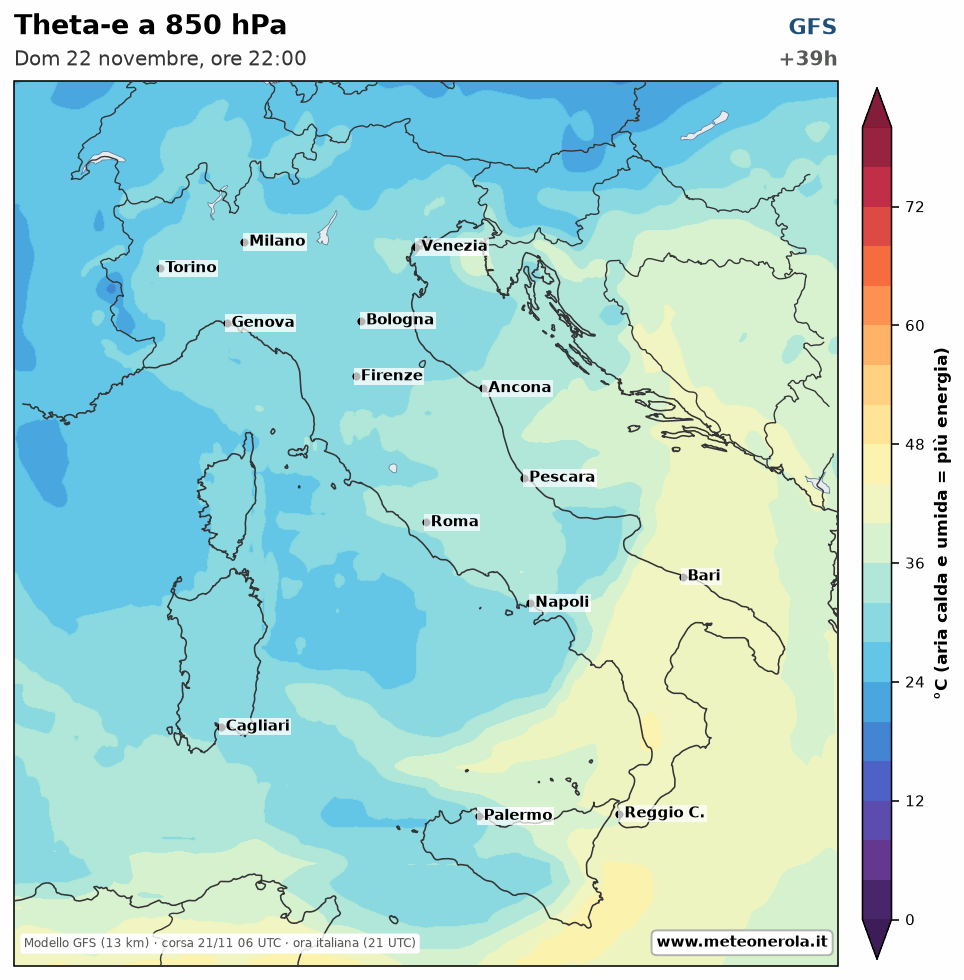 Theta-e a 850 hPa
GFS
Dom 22 novembre, ore 22:00
+39h
Milano
Venezia
Torino
Genova
Bologna
Firenze
Ancona
Pescara
Roma
Bari
Napoli
Cagliari
Palermo
Reggio C.
72
60
48
36
24
12
0
°C (aria calda e umida = più energia)
Modello GFS (13 km) · corsa 21/11 06 UTC · ora italiana (21 UTC)
www.meteonerola.it